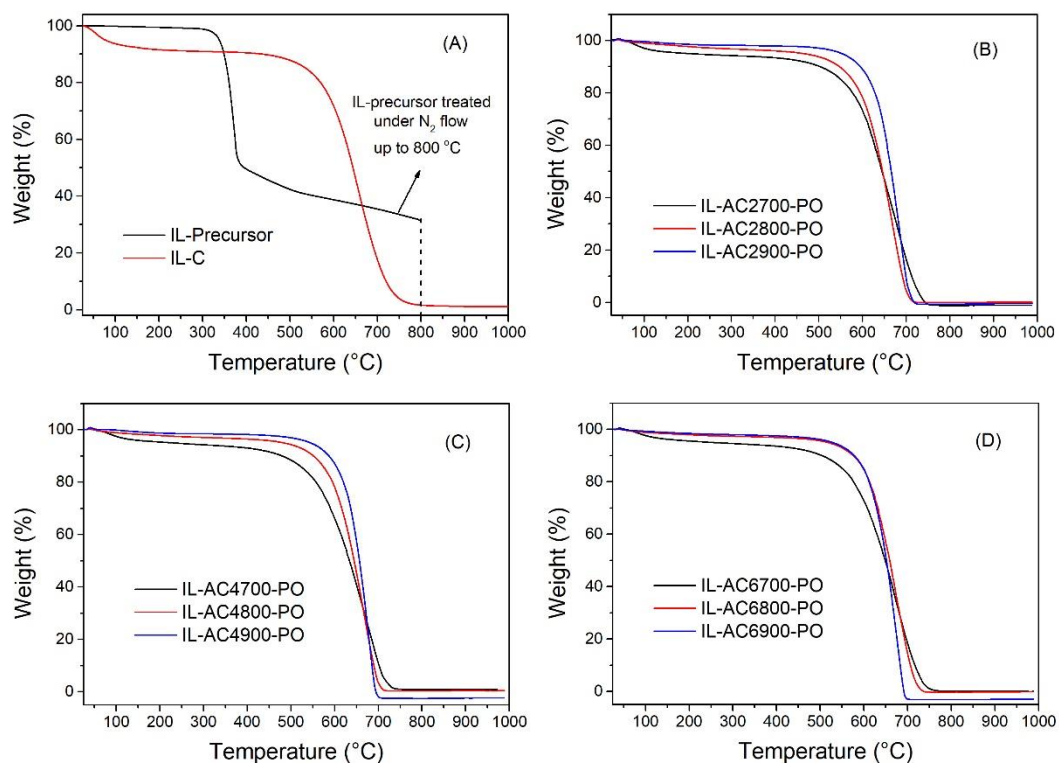 (A)
100
80
60
40
20
0
Weight (%)
IL-precursor treated
under N₂ flow
up to 800 °C
IL-Precursor
IL-C
100 200 300 400 500 600 700 800 900 1000
Temperature (°C)
(B)
100
80
60
40
20
0
Weight (%)
IL-AC2700-PO
IL-AC2800-PO
IL-AC2900-PO
100 200 300 400 500 600 700 800 900 1000
Temperature (°C)
(C)
100
80
60
40
20
0
Weight (%)
IL-AC4700-PO
IL-AC4800-PO
IL-AC4900-PO
100 200 300 400 500 600 700 800 900 1000
Temperature (°C)
(D)
100
80
60
40
20
0
Weight (%)
IL-AC6700-PO
IL-AC6800-PO
IL-AC6900-PO
100 200 300 400 500 600 700 800 900 1000
Temperature (°C)